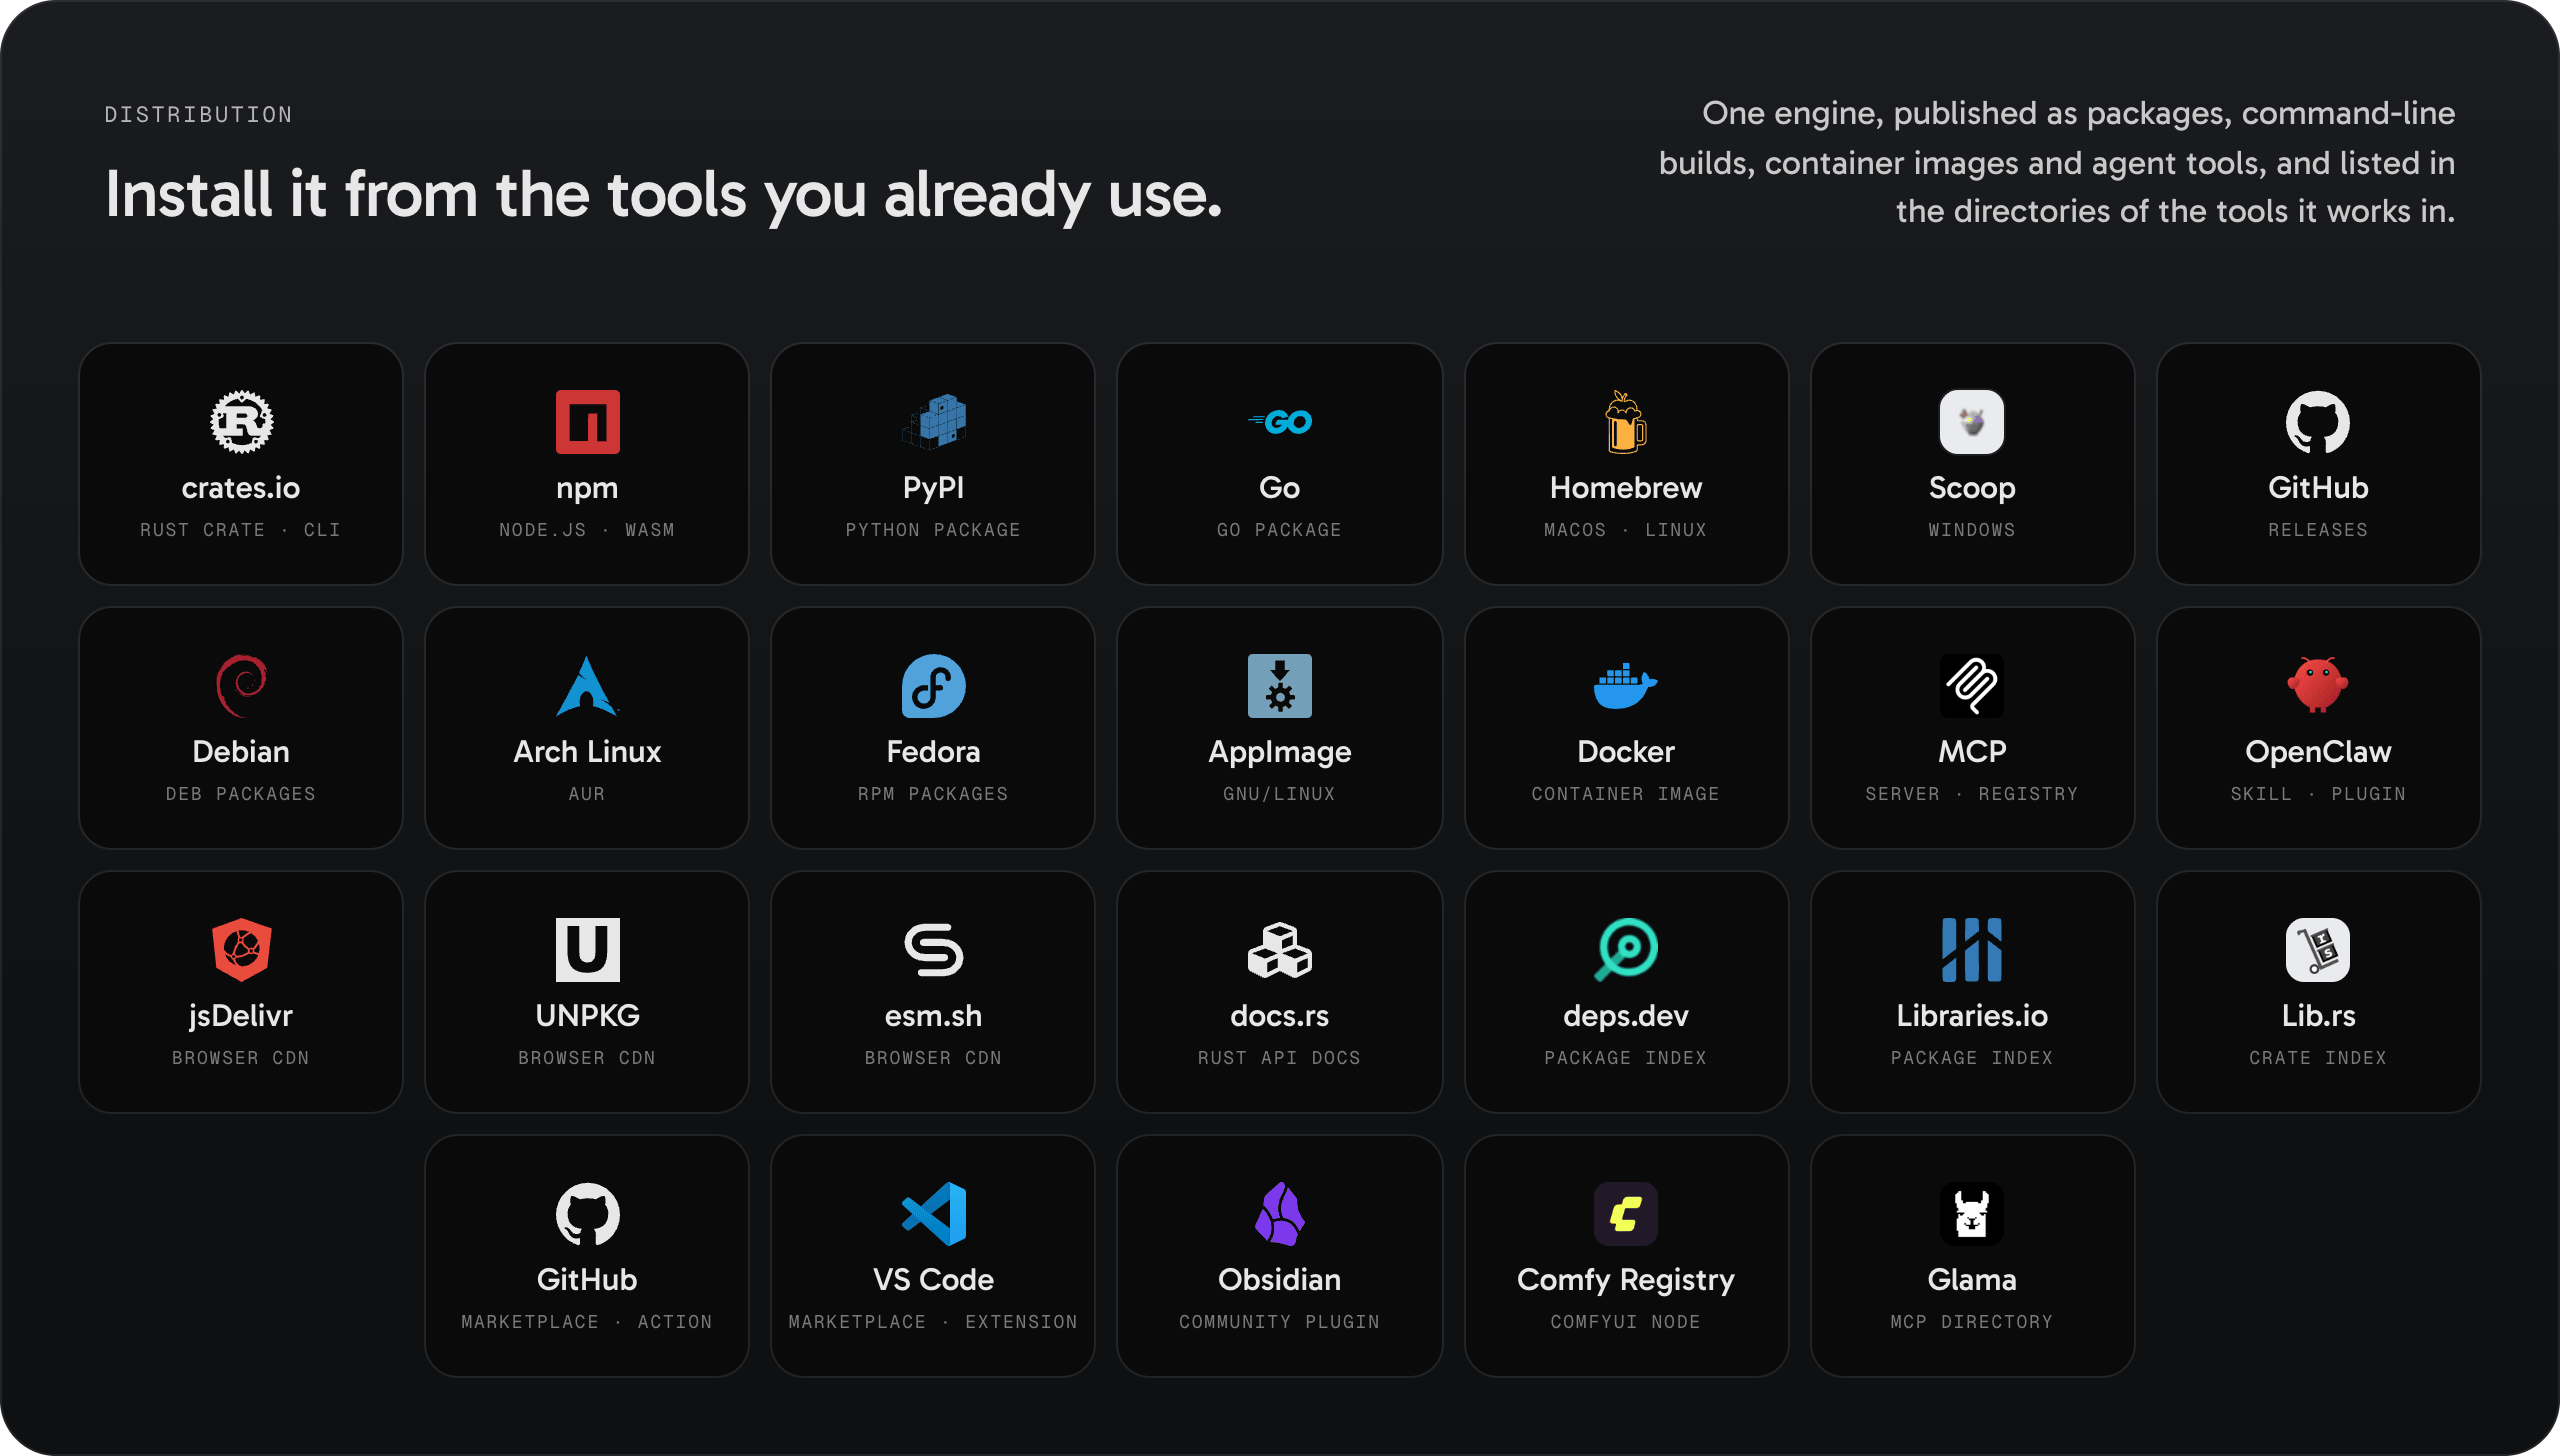 DISTRIBUTION
Install it from the tools you already use.
One engine, published as packages, command-line
builds, container images and agent tools, and listed in
the directories of the tools it works in.
crates.io
RUST CRATE · CLI
npm
NODE.JS · WASM
PyPI
PYTHON PACKAGE
GO
Go
GO PACKAGE
Homebrew
MACOS · LINUX
Scoop
WINDOWS
GitHub
RELEASES
Debian
DEB PACKAGES
Arch Linux
AUR
Fedora
RPM PACKAGES
AppImage
GNU/LINUX
Docker
CONTAINER IMAGE
MCP
SERVER · REGISTRY
OpenClaw
SKILL · PLUGIN
jsDelivr
BROWSER CDN
U
UNPKG
BROWSER CDN
esm.sh
BROWSER CDN
docs.rs
RUST API DOCS
deps.dev
PACKAGE INDEX
Libraries.io
PACKAGE INDEX
Lib.rs
CRATE INDEX
GitHub
MARKETPLACE · ACTION
VS Code
MARKETPLACE · EXTENSION
Obsidian
COMMUNITY PLUGIN
Comfy Registry
COMFYUI NODE
Glama
MCP DIRECTORY